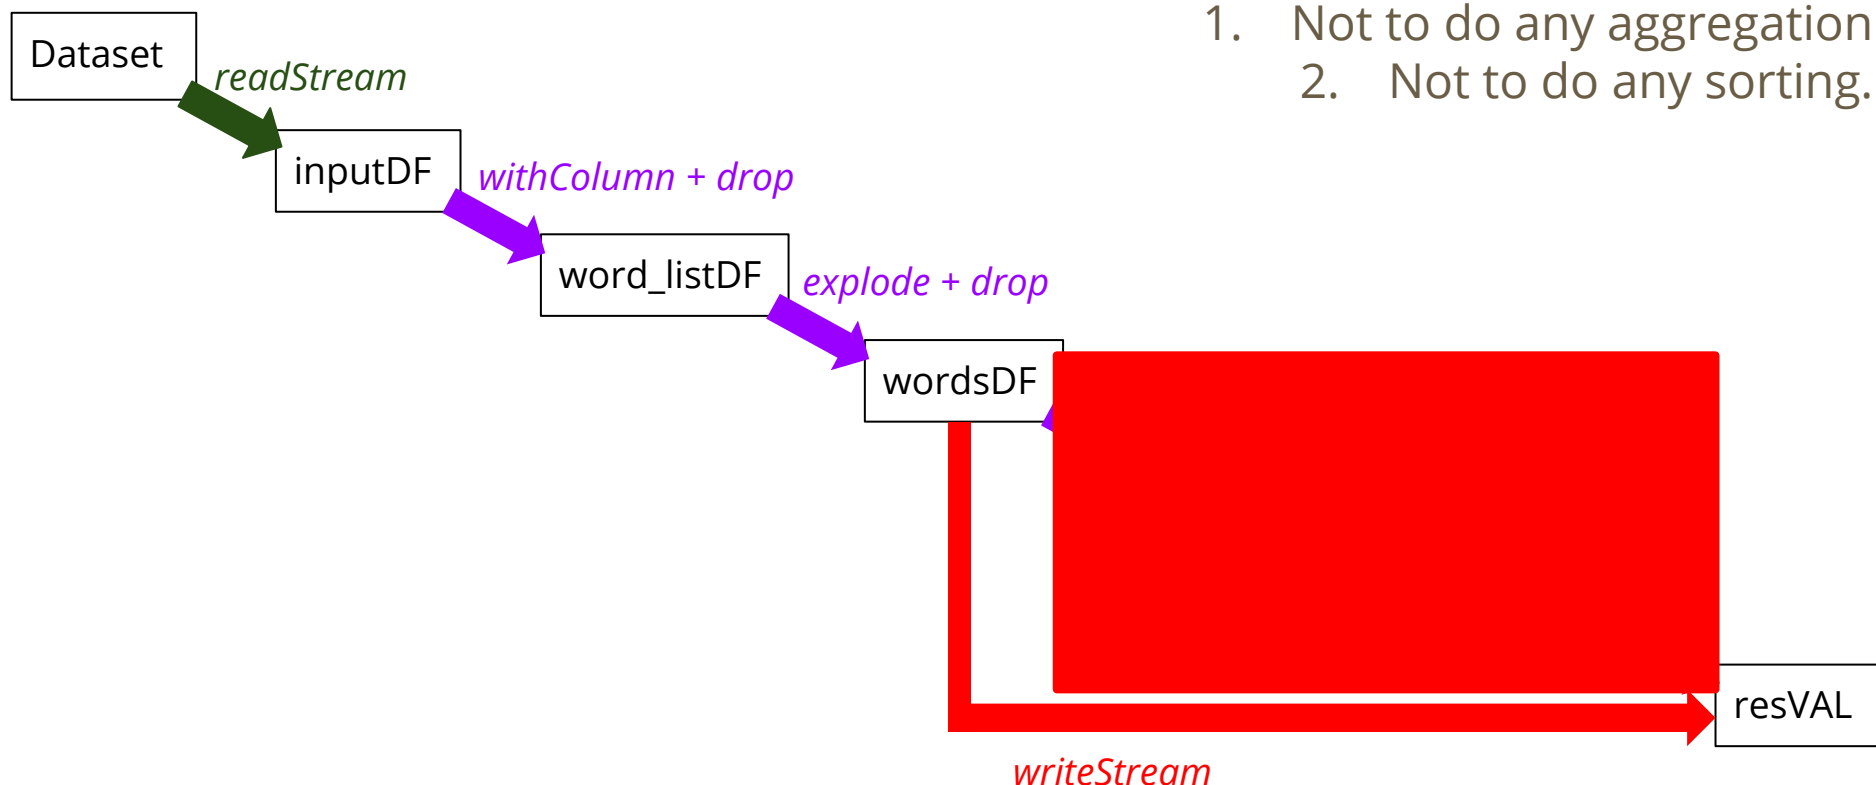 1. Not to do any aggregation
2. Not to do any sorting.
Dataset
readStream
inputDF
withColumn + drop
word_listDF
explode + drop
wordsDF
resVAL
writeStream